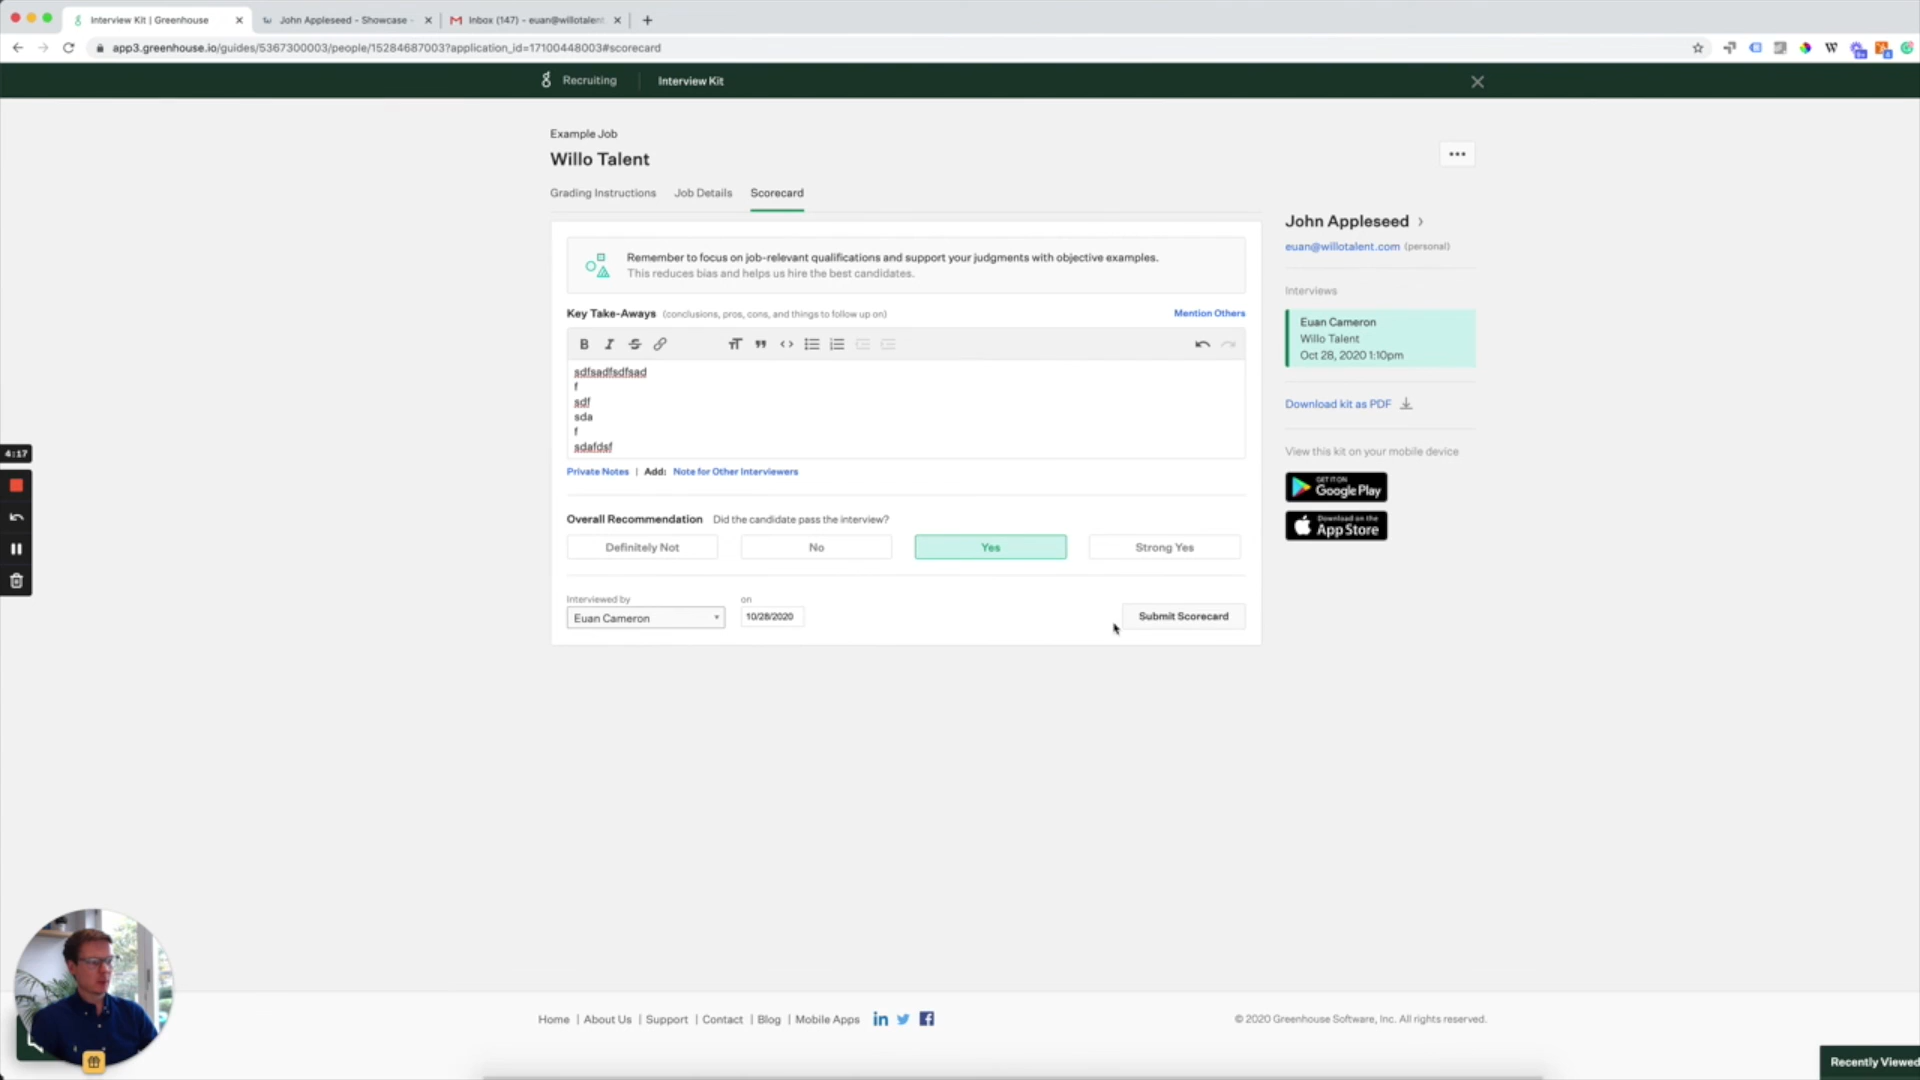 Interview Kit | Greenhouse
John Appleseed - Showcase -
Inbox (147) - euan@willotalent.
app3.greenhouse.io/guides/5367300003/people/15284687003?application_id=17100448003#scorecard
Recruiting
Interview Kit
Example Job
Willo Talent
Grading Instructions
Job Details
Scorecard
Remember to focus on job-relevant qualifications and support your judgments with objective examples.
This reduces bias and helps us hire the best candidates.
Key Take-Aways (conclusions, pros, cons, and things to follow up on)
Mention Others
sdfsadfsdfsad
f
sdf
sda
f
sdafdsf
Private Notes | Add: Note for Other Interviewers
Overall Recommendation Did the candidate pass the interview?
Definitely Not
No
Yes
Strong Yes
Interviewed by
on
Euan Cameron
10/28/2020
Submit Scorecard
John Appleseed
euan@willotalent.com (personal)
Interviews
Euan Cameron
Willo Talent
Oct 28, 2020 1:10pm
Download kit as PDF
View this kit on your mobile device
GET IT ON
Google Play
Download on the
App Store
4:17
Home | About Us | Support | Contact | Blog | Mobile Apps
© 2020 Greenhouse Software, Inc. All rights reserved.
Recently Viewed